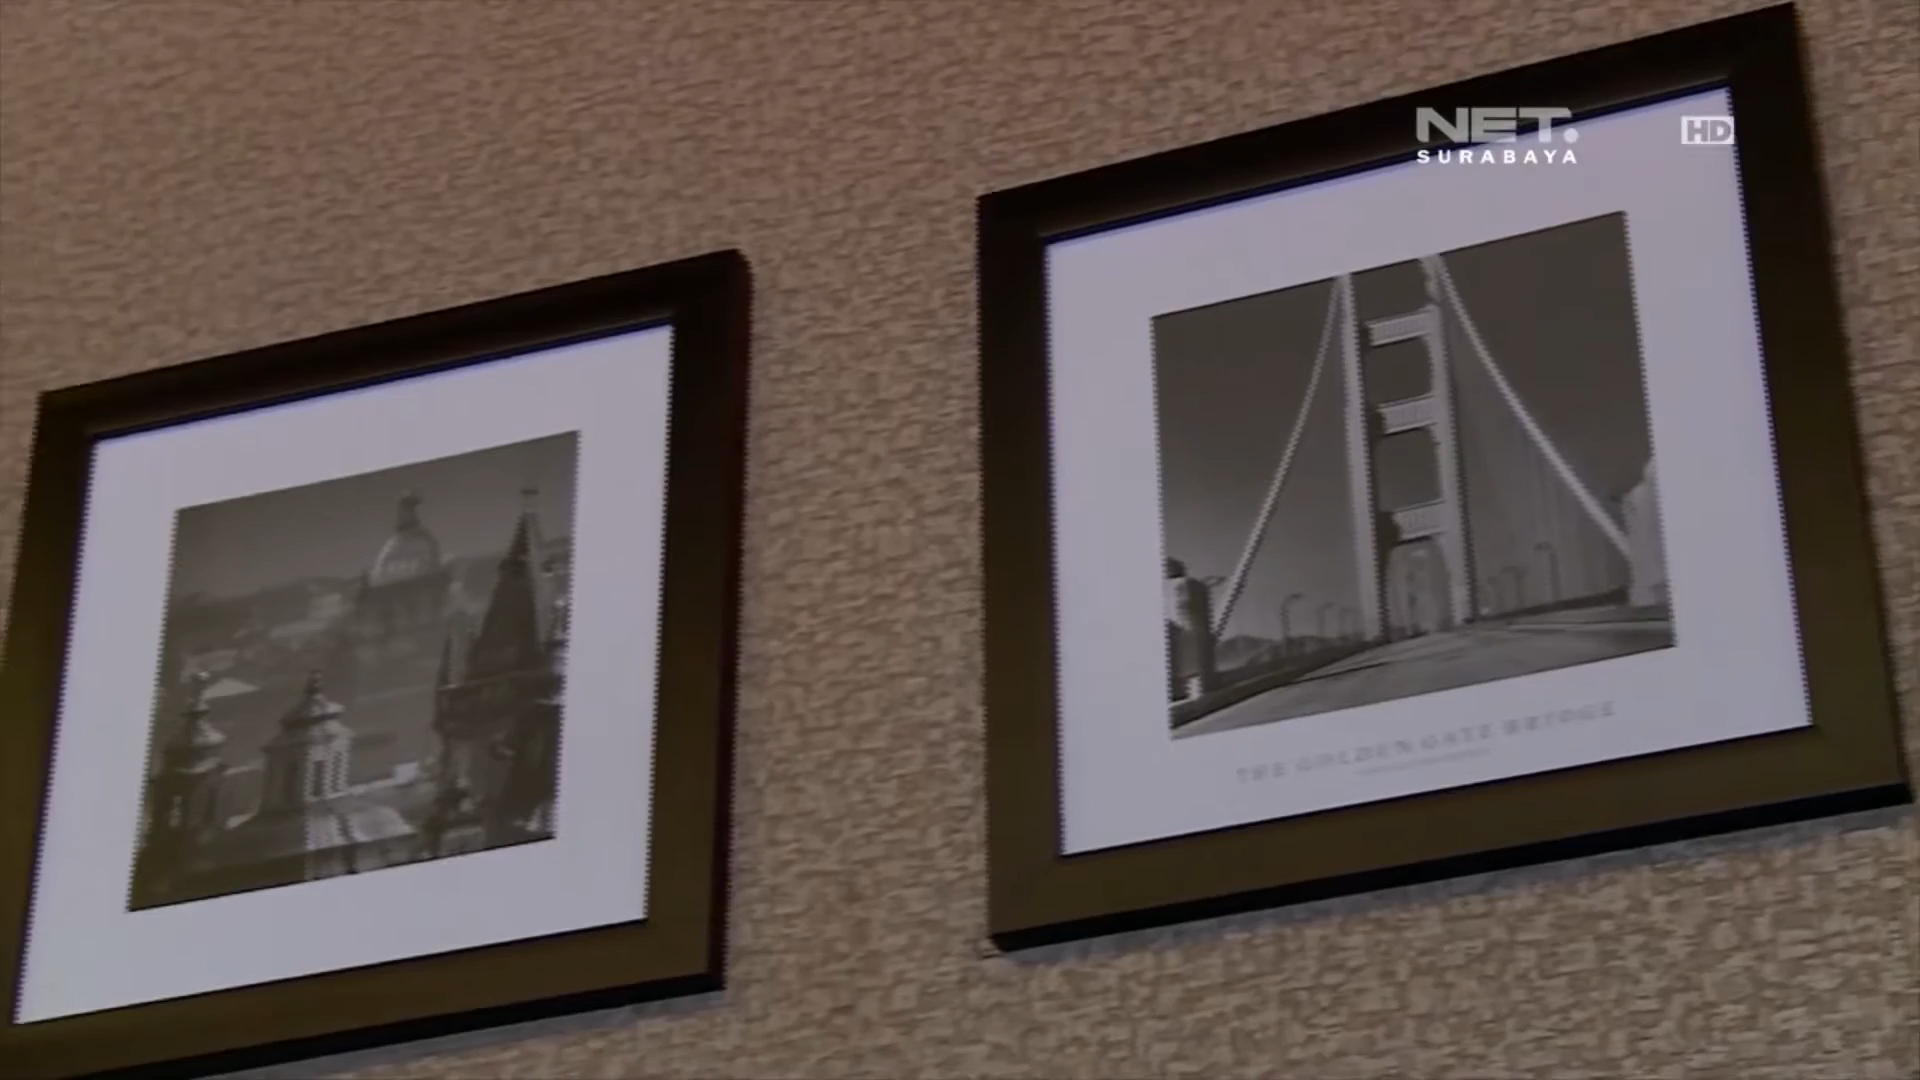 NET.
HD
SURABAYA
THE GOLDEN GATE BRIDGE